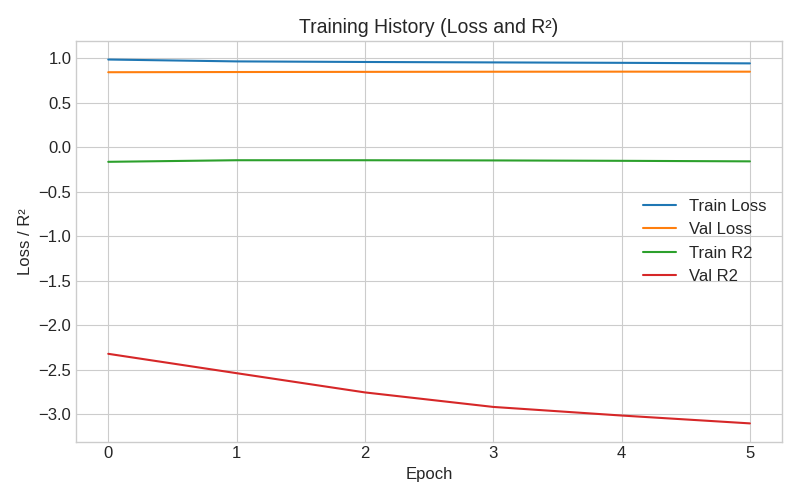 Training History (Loss and R²)
Loss / R²
1.0
0.5
0.0
−0.5
−1.0
−1.5
−2.0
−2.5
−3.0
Train Loss
Val Loss
Train R2
Val R2
0 1 2 3 4 5
Epoch